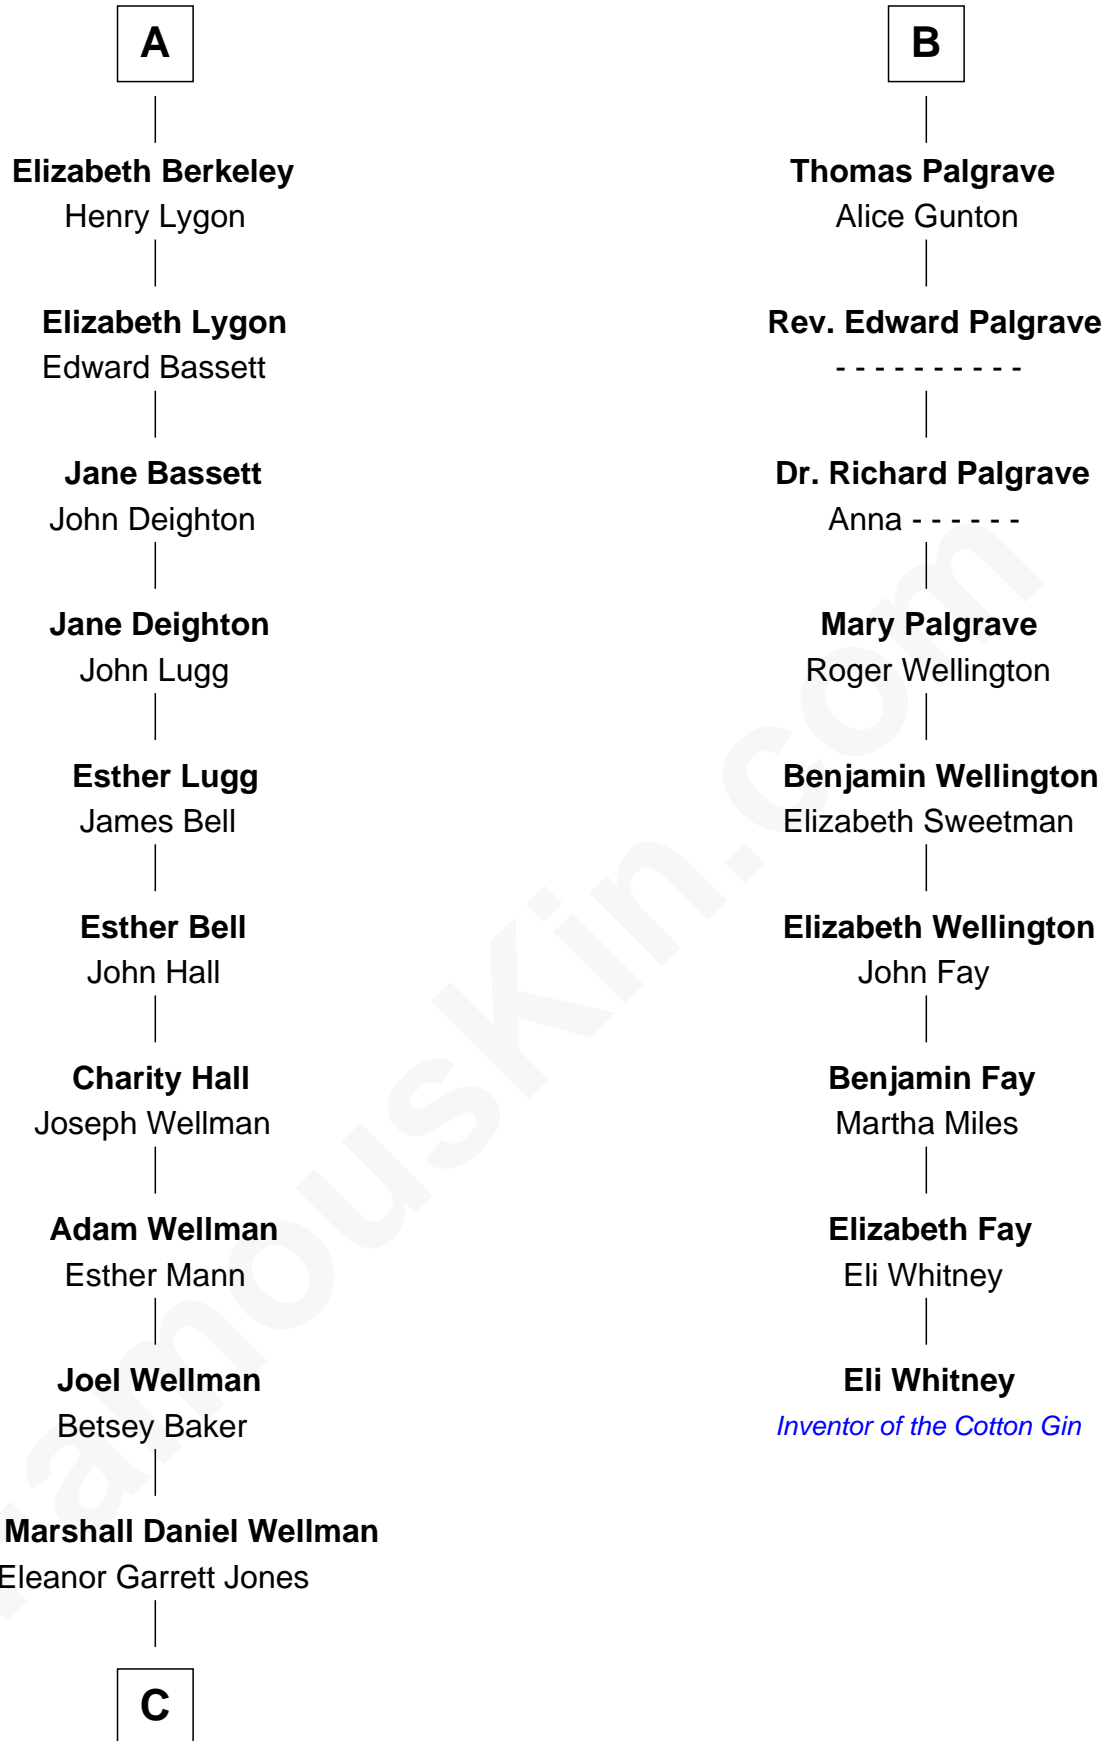 A
Elizabeth Berkeley
Henry Lygon
Elizabeth Lygon
Edward Bassett
Jane Bassett
John Deighton
Jane Deighton
John Lugg
Esther Lugg
James Bell
Esther Bell
John Hall
Charity Hall
Joseph Wellman
Adam Wellman
Esther Mann
Joel Wellman
Betsey Baker
Marshall Daniel Wellman
Eleanor Garrett Jones
C
B
Thomas Palgrave
Alice Gunton
Rev. Edward Palgrave
- - - - - - - - - -
Dr. Richard Palgrave
Anna - - - - - -
Mary Palgrave
Roger Wellington
Benjamin Wellington
Elizabeth Sweetman
Elizabeth Wellington
John Fay
Benjamin Fay
Martha Miles
Elizabeth Fay
Eli Whitney
Eli Whitney
Inventor of the Cotton Gin
FamousKin.com